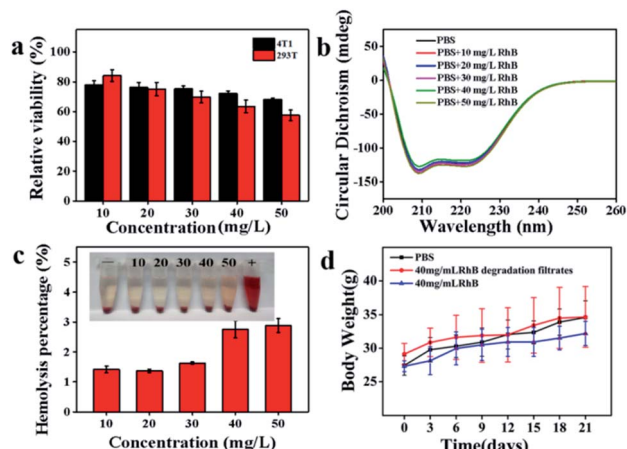 a
Relative viability (%)
100
80
60
40
20
0
4T1
293T
10 20 30 40 50
Concentration (mg/L)
b
Circular Dichroism (mdeg)
50
0
-50
-100
-150
PBS
PBS+10 mg/L RhB
PBS+20 mg/L RhB
PBS+30 mg/L RhB
PBS+40 mg/L RhB
PBS+50 mg/L RhB
200 210 220 230 240 250 260
Wavelength (nm)
c
Hemolysis percentage (%)
5
4
3
2
1
0
— 10 20 30 40 50 +
10 20 30 40 50
Concentration (mg/L)
d
Body Weight(g)
40
35
30
25
PBS
40mg/mLRhB degradation filtrates
40mg/mLRhB
0 3 6 9 12 15 18 21
Time(days)